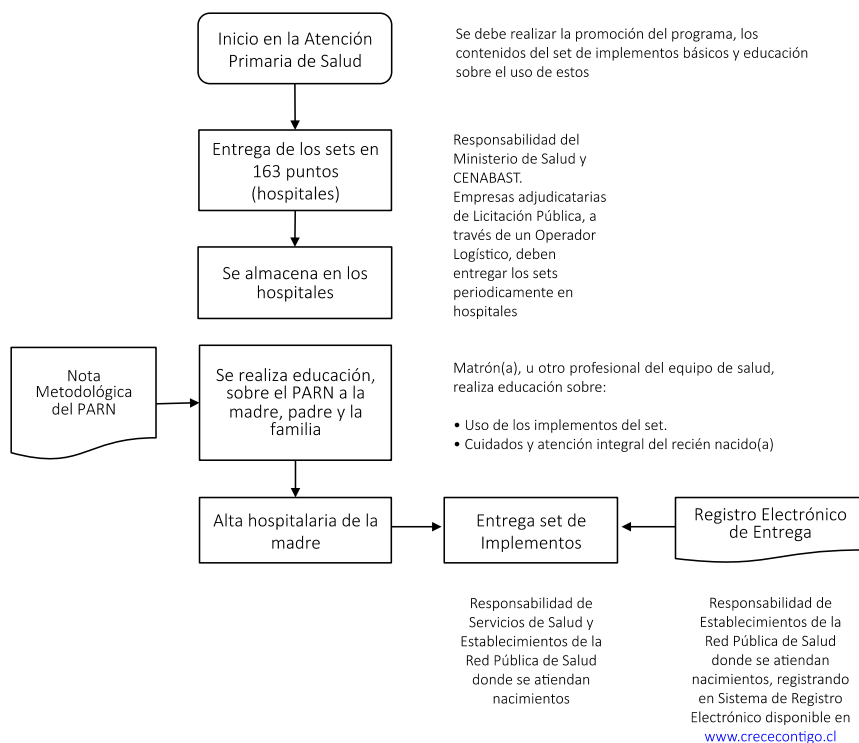 Inicio en la Atención
Primaria de Salud
Se debe realizar la promoción del programa, los
contenidos del set de implementos básicos y educación
sobre el uso de estos
Entrega de los sets en
163 puntos
(hospitales)
Responsabilidad del
Ministerio de Salud y
CENABAST.
Empresas adjudicatarias
de Licitación Pública, a
través de un Operador
Logístico, deben
entregar los sets
periodicamente en
hospitales
Se almacena en los
hospitales
Nota
Metodológica
del PARN
Se realiza educación,
sobre el PARN a la
madre, padre y la
familia
Matrón(a), u otro profesional del equipo de salud,
realiza educación sobre:
• Uso de los implementos del set.
• Cuidados y atención integral del recién nacido(a)
Alta hospitalaria de la
madre
Entrega set de
Implementos
Registro Electrónico
de Entrega
Responsabilidad de
Servicios de Salud y
Establecimientos de la
Red Pública de Salud
donde se atiendan
nacimientos
Responsabilidad de
Establecimientos de la
Red Pública de Salud
donde se atiendan
nacimientos, registrando
en Sistema de Registro
Electrónico disponible en
www.crececontigo.cl